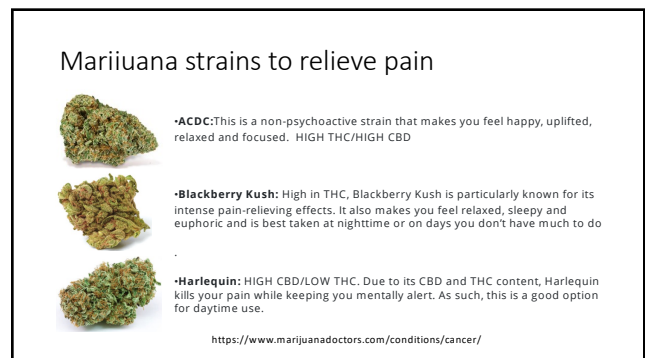 Mariiuana strains to relieve pain
•ACDC:This is a non-psychoactive strain that makes you feel happy, uplifted,
relaxed and focused. HIGH THC/HIGH CBD
•Blackberry Kush: High in THC, Blackberry Kush is particularly known for its
intense pain-relieving effects. It also makes you feel relaxed, sleepy and
euphoric and is best taken at nighttime or on days you don’t have much to do
.
•Harlequin: HIGH CBD/LOW THC. Due to its CBD and THC content, Harlequin
kills your pain while keeping you mentally alert. As such, this is a good option
for daytime use.
https://www.marijuanadoctors.com/conditions/cancer/